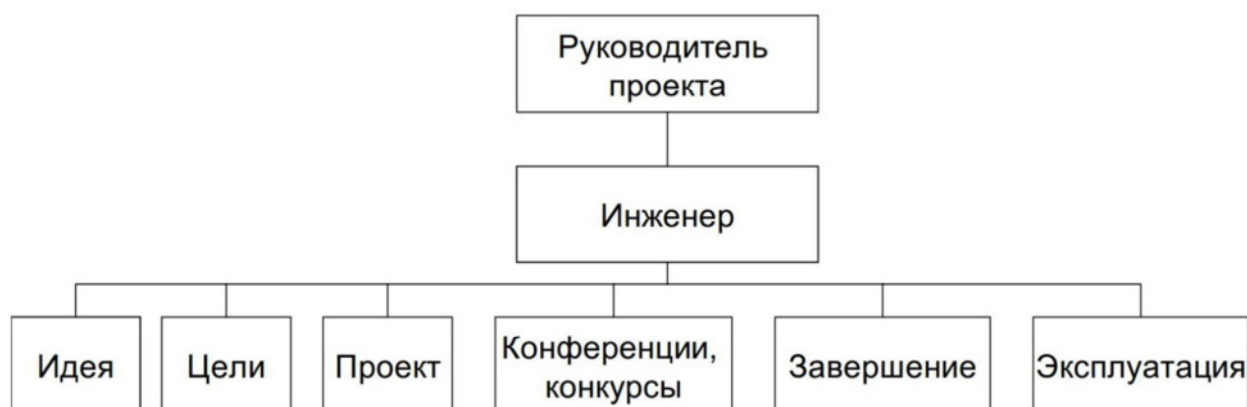 Руководитель
проекта
Инженер
Идея
Цели
Проект
Конференции,
конкурсы
Завершение
Эксплуатация